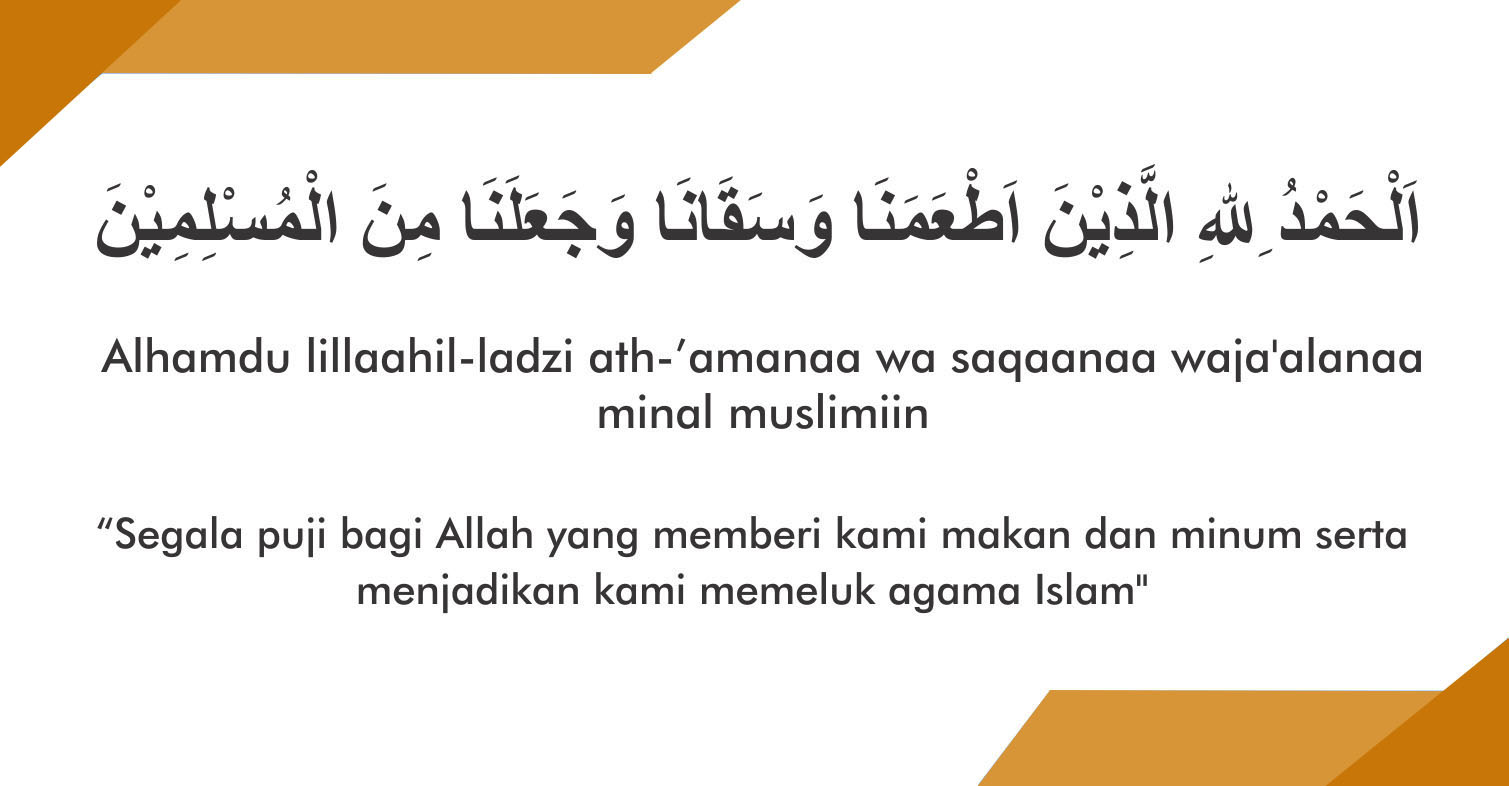 اَلْحَمْدُ ِللهِ الَّذِيْنَ اَطْعَمَنَا وَسَقَانَا وَجَعَلَنَا مِنَ الْمُسْلِمِيْنَ
Alhamdu lillaahil-ladzi ath-’amanaa wa saqaanaa waja'alanaa
minal muslimiin
“Segala puji bagi Allah yang memberi kami makan dan minum serta
menjadikan kami memeluk agama Islam"